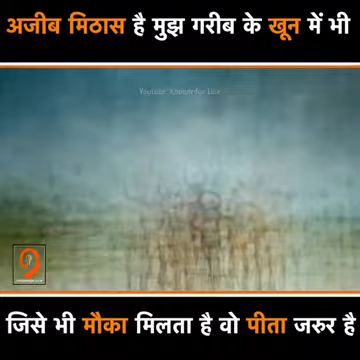 अजीब मिठास है मुझ गरीब के खून में भी
जिसे भी मौका मिलता है वो पीता जरुर है